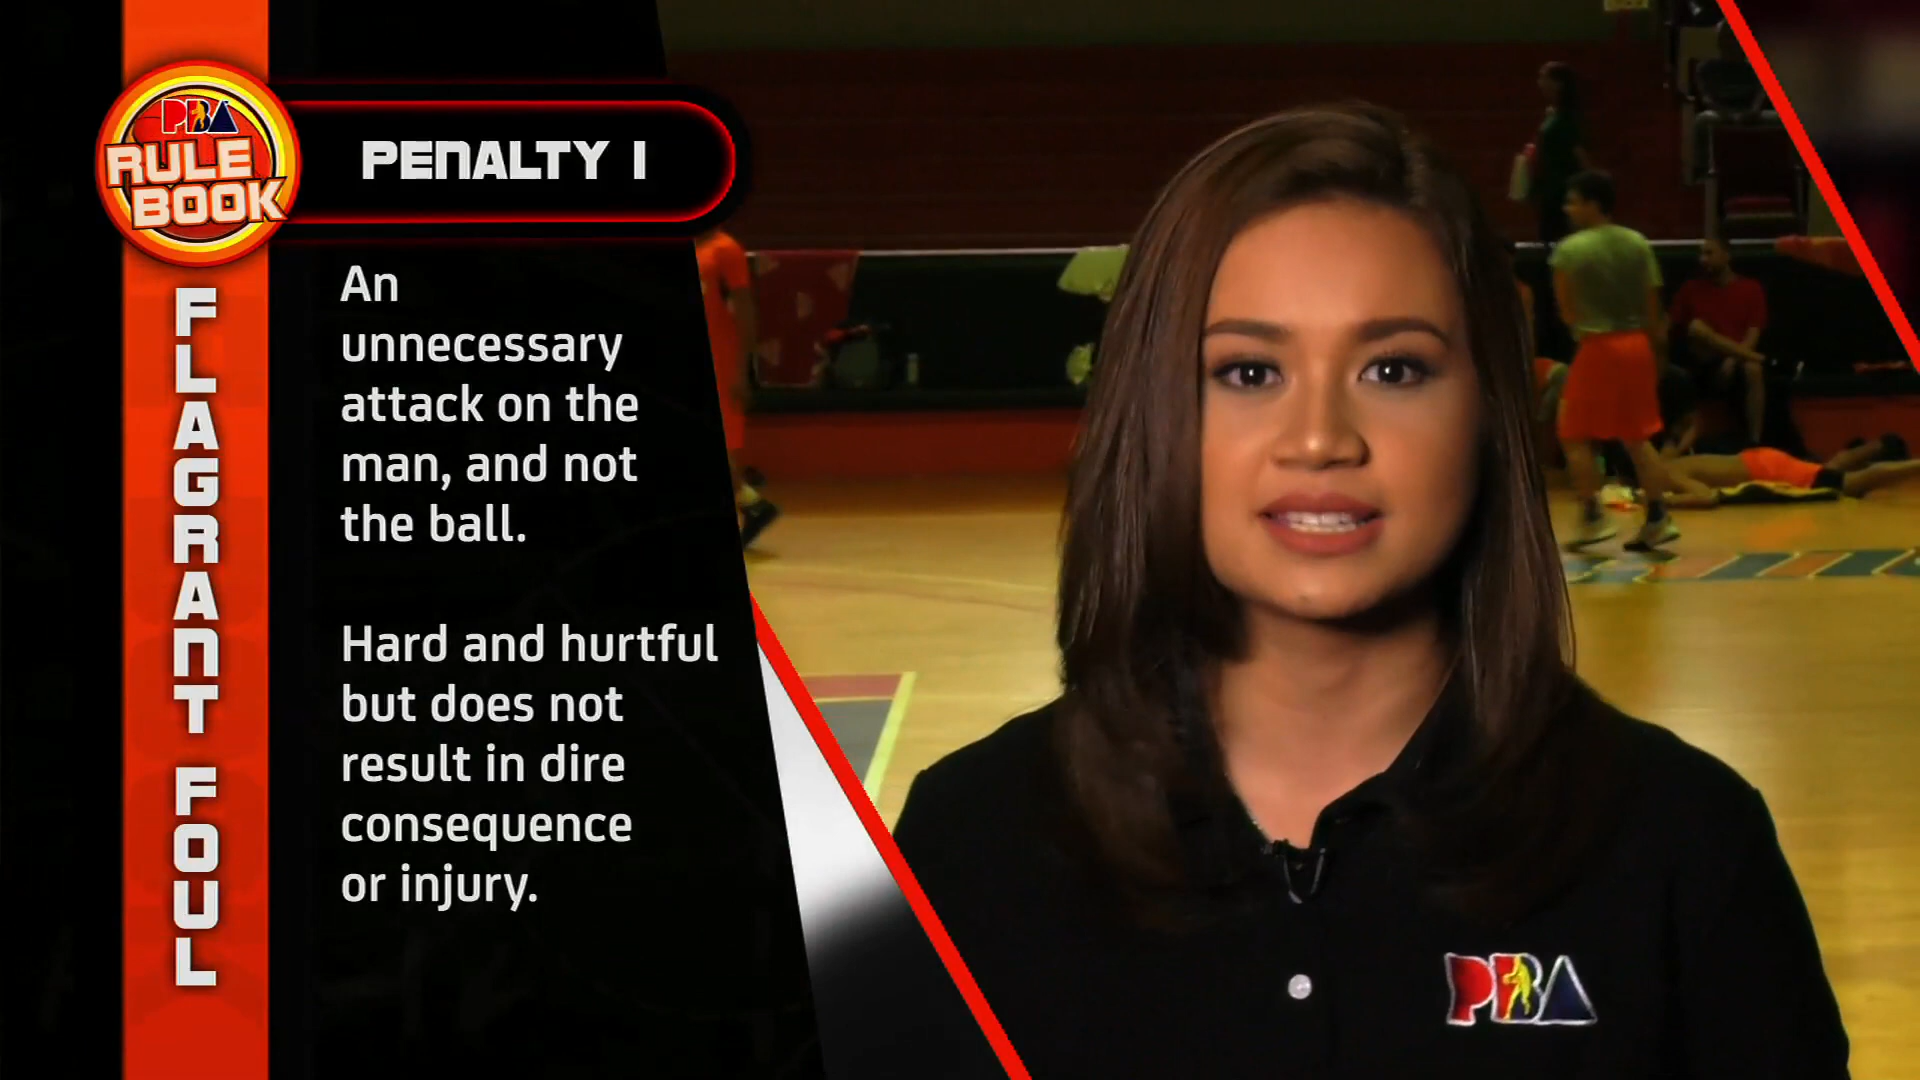 PBA
RULE
BOOK
PENALTY 1
FLAGRANT FOUL
An
unnecessary
attack on the
man, and not
the ball.
Hard and hurtful
but does not
result in dire
consequence
or injury.
PBA